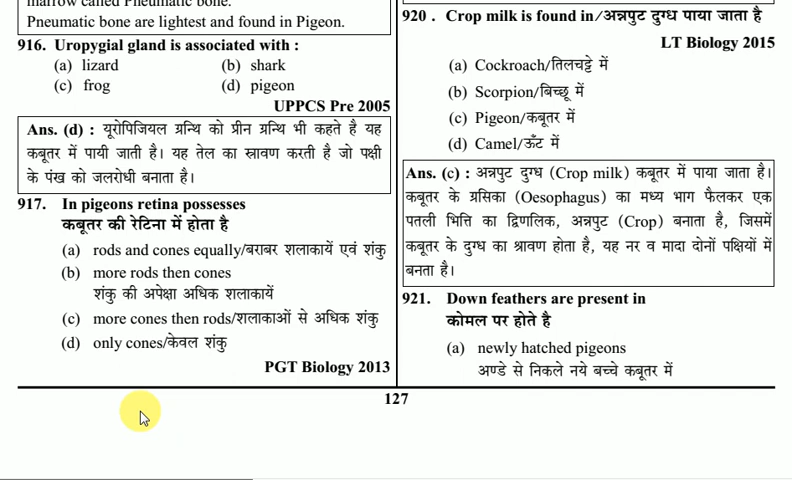 marrow called Pneumatic bone.
Pneumatic bone are lightest and found in Pigeon.
916. Uropygial gland is associated with :
(a) lizard (b) shark
(c) frog (d) pigeon
UPPCS Pre 2005
Ans. (d) : यूरोपिजियल ग्रन्थि को प्रीन ग्रन्थि भी कहते है यह
कबूतर में पायी जाती है। यह तेल का स्रावण करती है जो पक्षी
के पंख को जलरोधी बनाता है।
917. In pigeons retina possesses
कबूतर की रेटिना में होता है
(a) rods and cones equally/बराबर शलाकायें एवं शंकु
(b) more rods then cones
शंकु की अपेक्षा अधिक शलाकायें
(c) more cones then rods/शलाकाओं से अधिक शंकु
(d) only cones/केवल शंकु
PGT Biology 2013
920 . Crop milk is found in/अन्नपुट दुग्ध पाया जाता है
LT Biology 2015
(a) Cockroach/तिलचट्टे में
(b) Scorpion/बिच्छू में
(c) Pigeon/कबूतर में
(d) Camel/ऊँट में
Ans. (c) : अन्नपुट दुग्ध (Crop milk) कबूतर में पाया जाता है।
कबूतर के ग्रसिका (Oesophagus) का मध्य भाग फैलकर एक
पतली भित्ति का द्विणलिक, अन्नपुट (Crop) बनाता है, जिसमें
कबूतर के दुग्ध का श्रावण होता है, यह नर व मादा दोनों पक्षियों में
बनता है।
921. Down feathers are present in
कोमल पर होते है
(a) newly hatched pigeons
अण्डे से निकले नये बच्चे कबूतर में
127